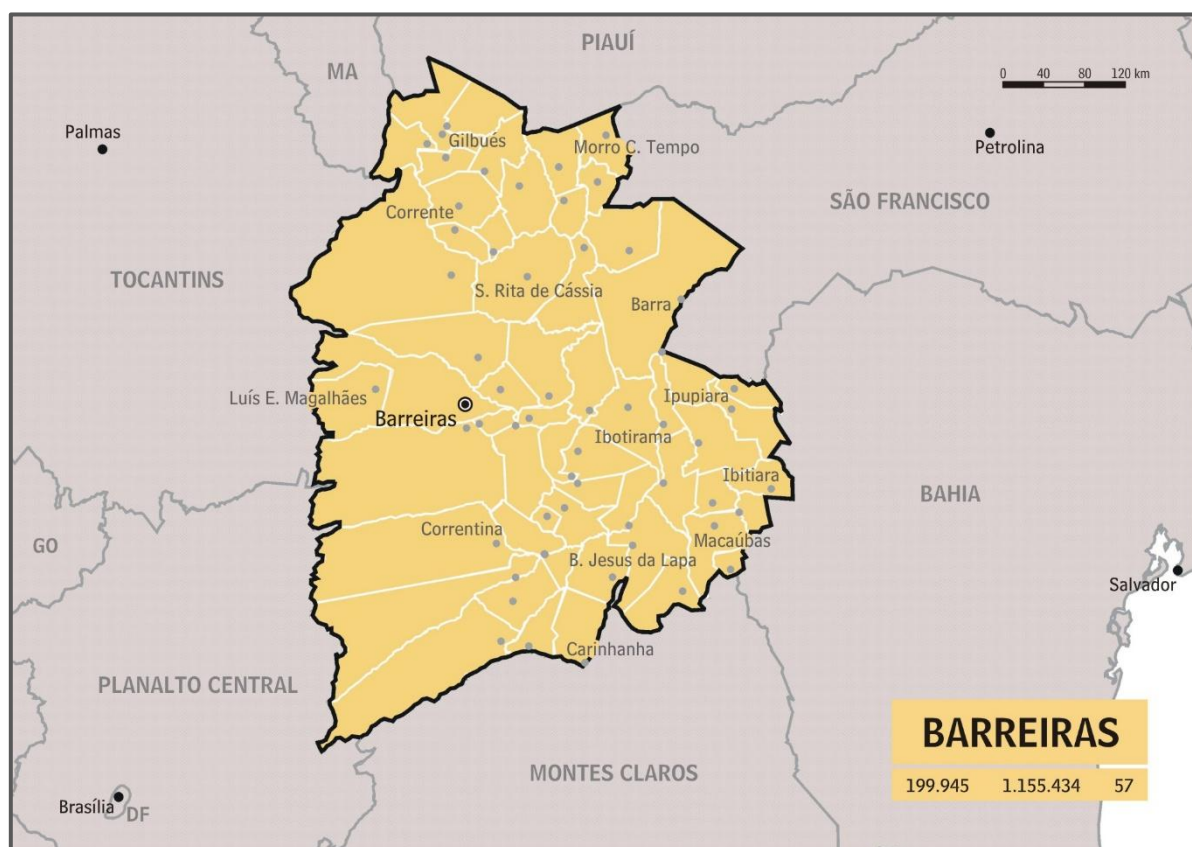 PIAUÍ
MA
0 40 80 120 km
Palmas
Gilbués
Morro C. Tempo
Petrolina
SÃO FRANCISCO
Corrente
TOCANTINS
S. Rita de Cássia
Barra
Luís E. Magalhães
Ipupiara
Barreiras
Ibotirama
Ibitiara
BAHIA
Correntina
Macaúbas
GO
B. Jesus da Lapa
Salvador
Carinhanha
PLANALTO CENTRAL
BARREIRAS
MONTES CLAROS
199.945 1.155.434 57
Brasília
DF